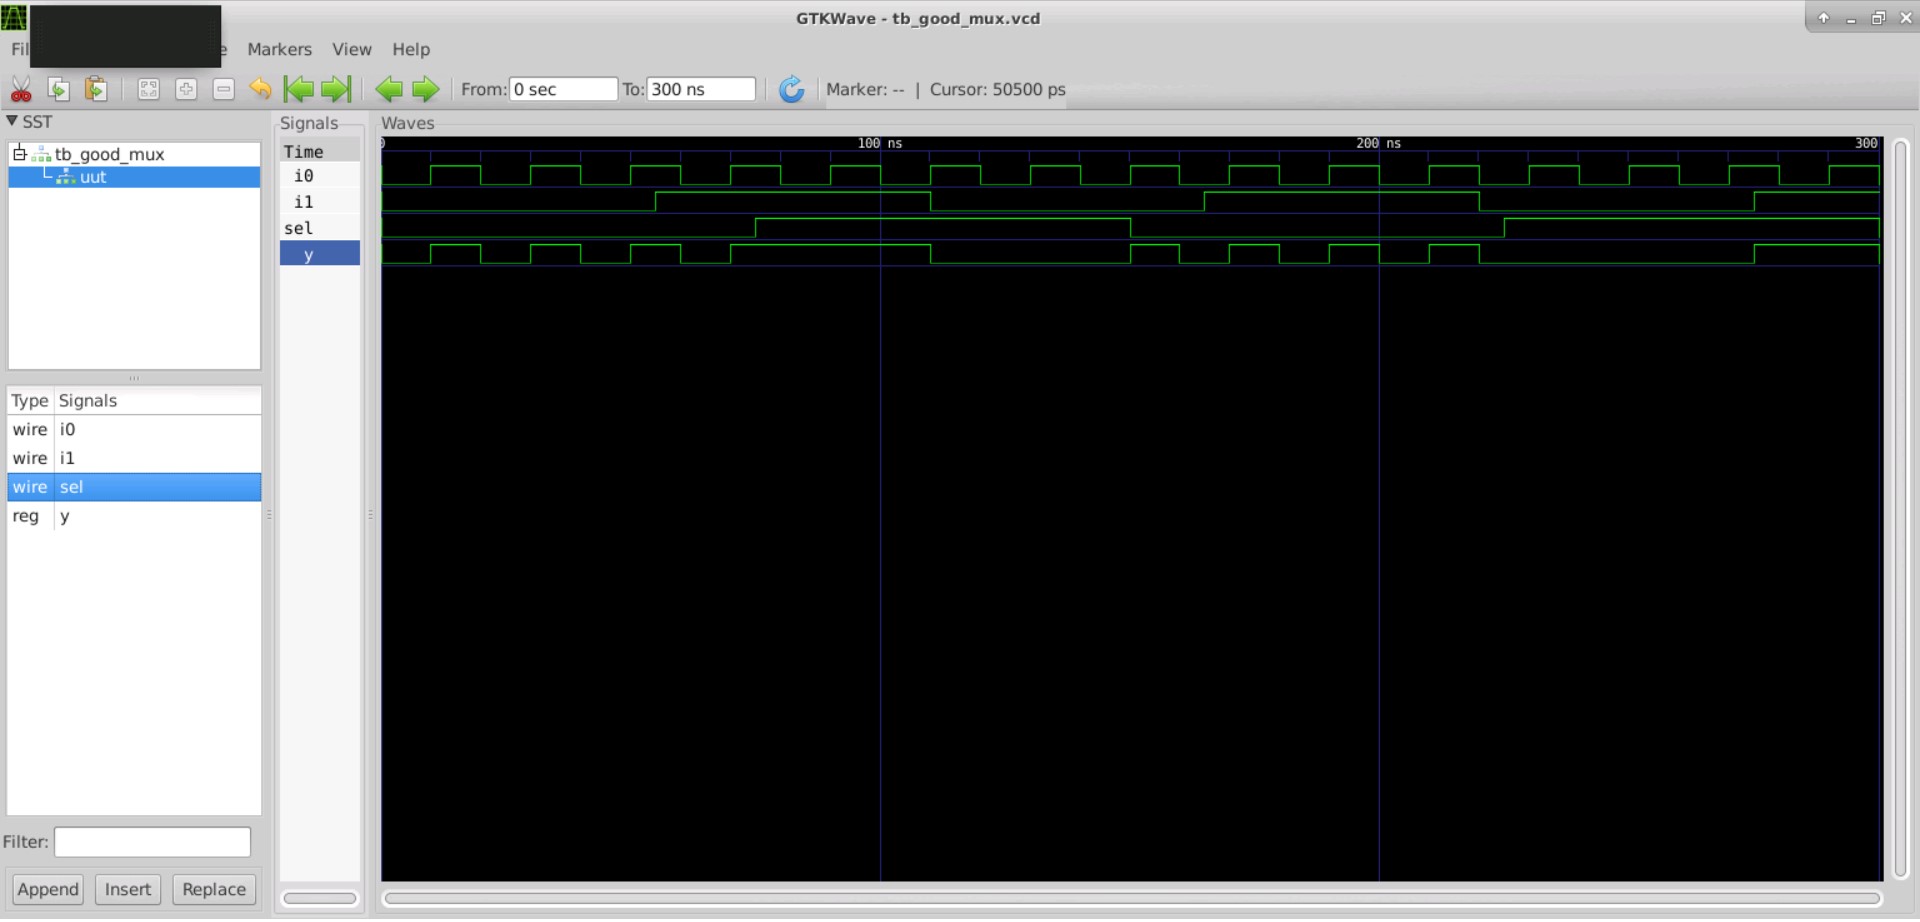 GTKWave - tb_good_mux.vcd
Markers View Help
From: 0 sec To: 300 ns Marker: -- | Cursor: 50500 ps
SST
tb_good_mux
uut
Type Signals
wire i0
wire i1
wire sel
reg y
Filter:
Append Insert Replace
Signals
Time
i0
i1
sel
y
Waves
0 100 ns 200 ns 300